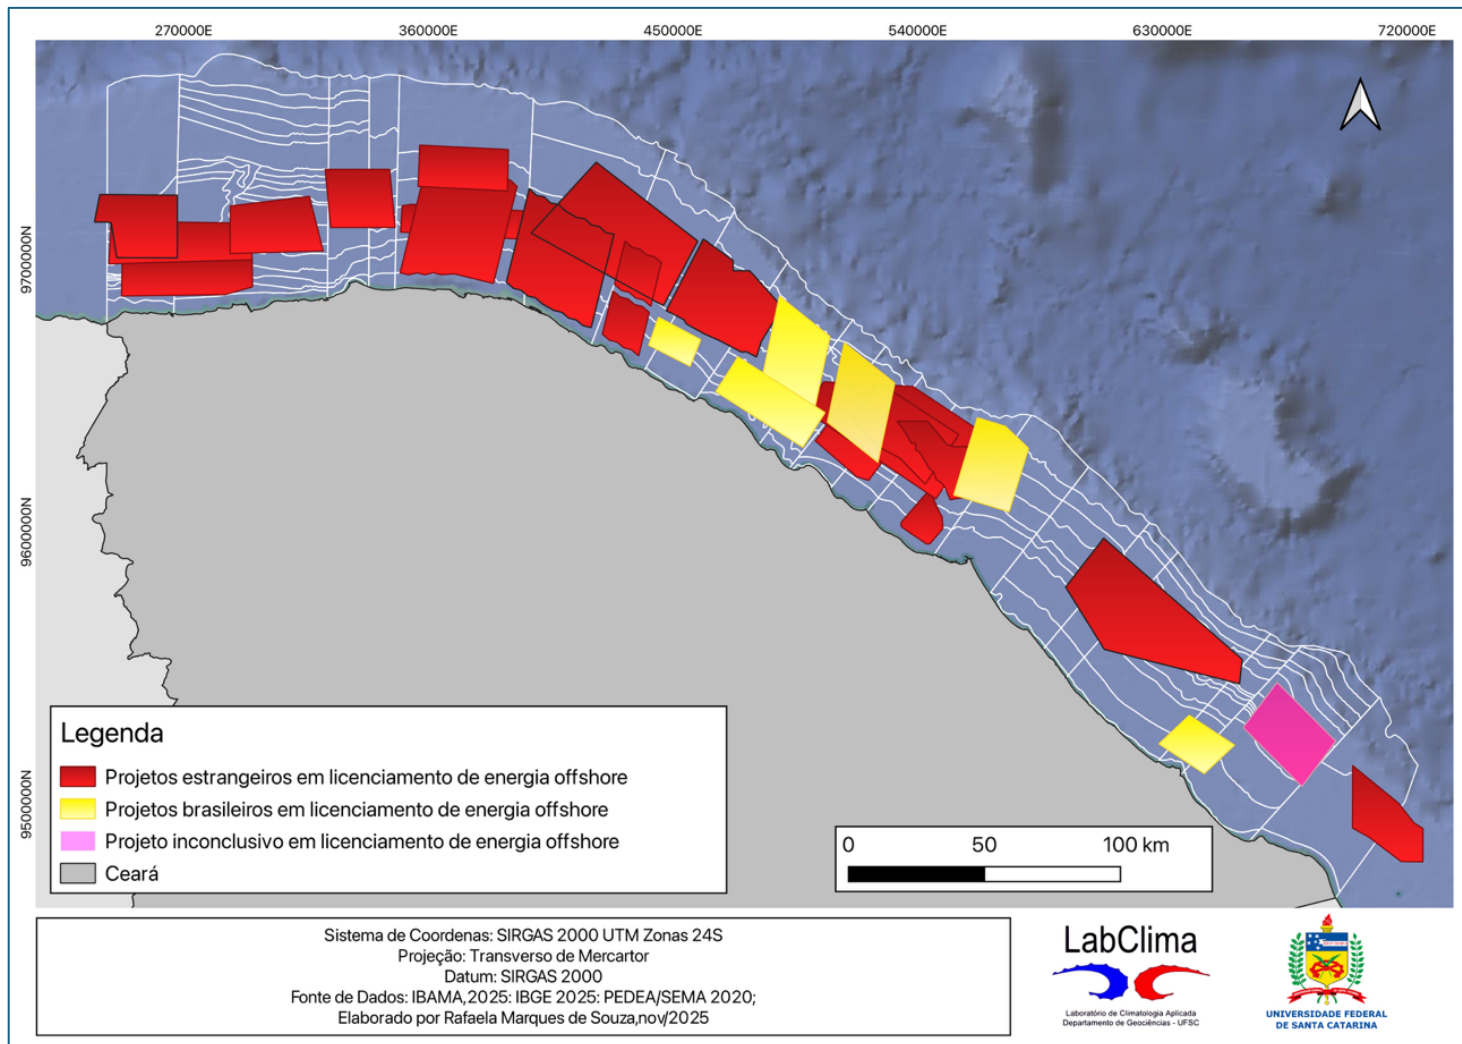 270000E 360000E 450000E 540000E 630000E 720000E
9700000N
9600000N
9500000N
Legenda
Projetos estrangeiros em licenciamento de energia offshore
Projetos brasileiros em licenciamento de energia offshore
Projeto inconclusivo em licenciamento de energia offshore
Ceará
0 50 100 km
Sistema de Coordenas: SIRGAS 2000 UTM Zonas 24S
Projeção: Transverso de Mercartor
Datum: SIRGAS 2000
Fonte de Dados: IBAMA,2025: IBGE 2025: PEDEA/SEMA 2020;
Elaborado por Rafaela Marques de Souza,nov/2025
LabClima
Laboratório de Climatologia Aplicada
Departamento de Geociências - UFSC
UNIVERSIDADE FEDERAL
DE SANTA CATARINA